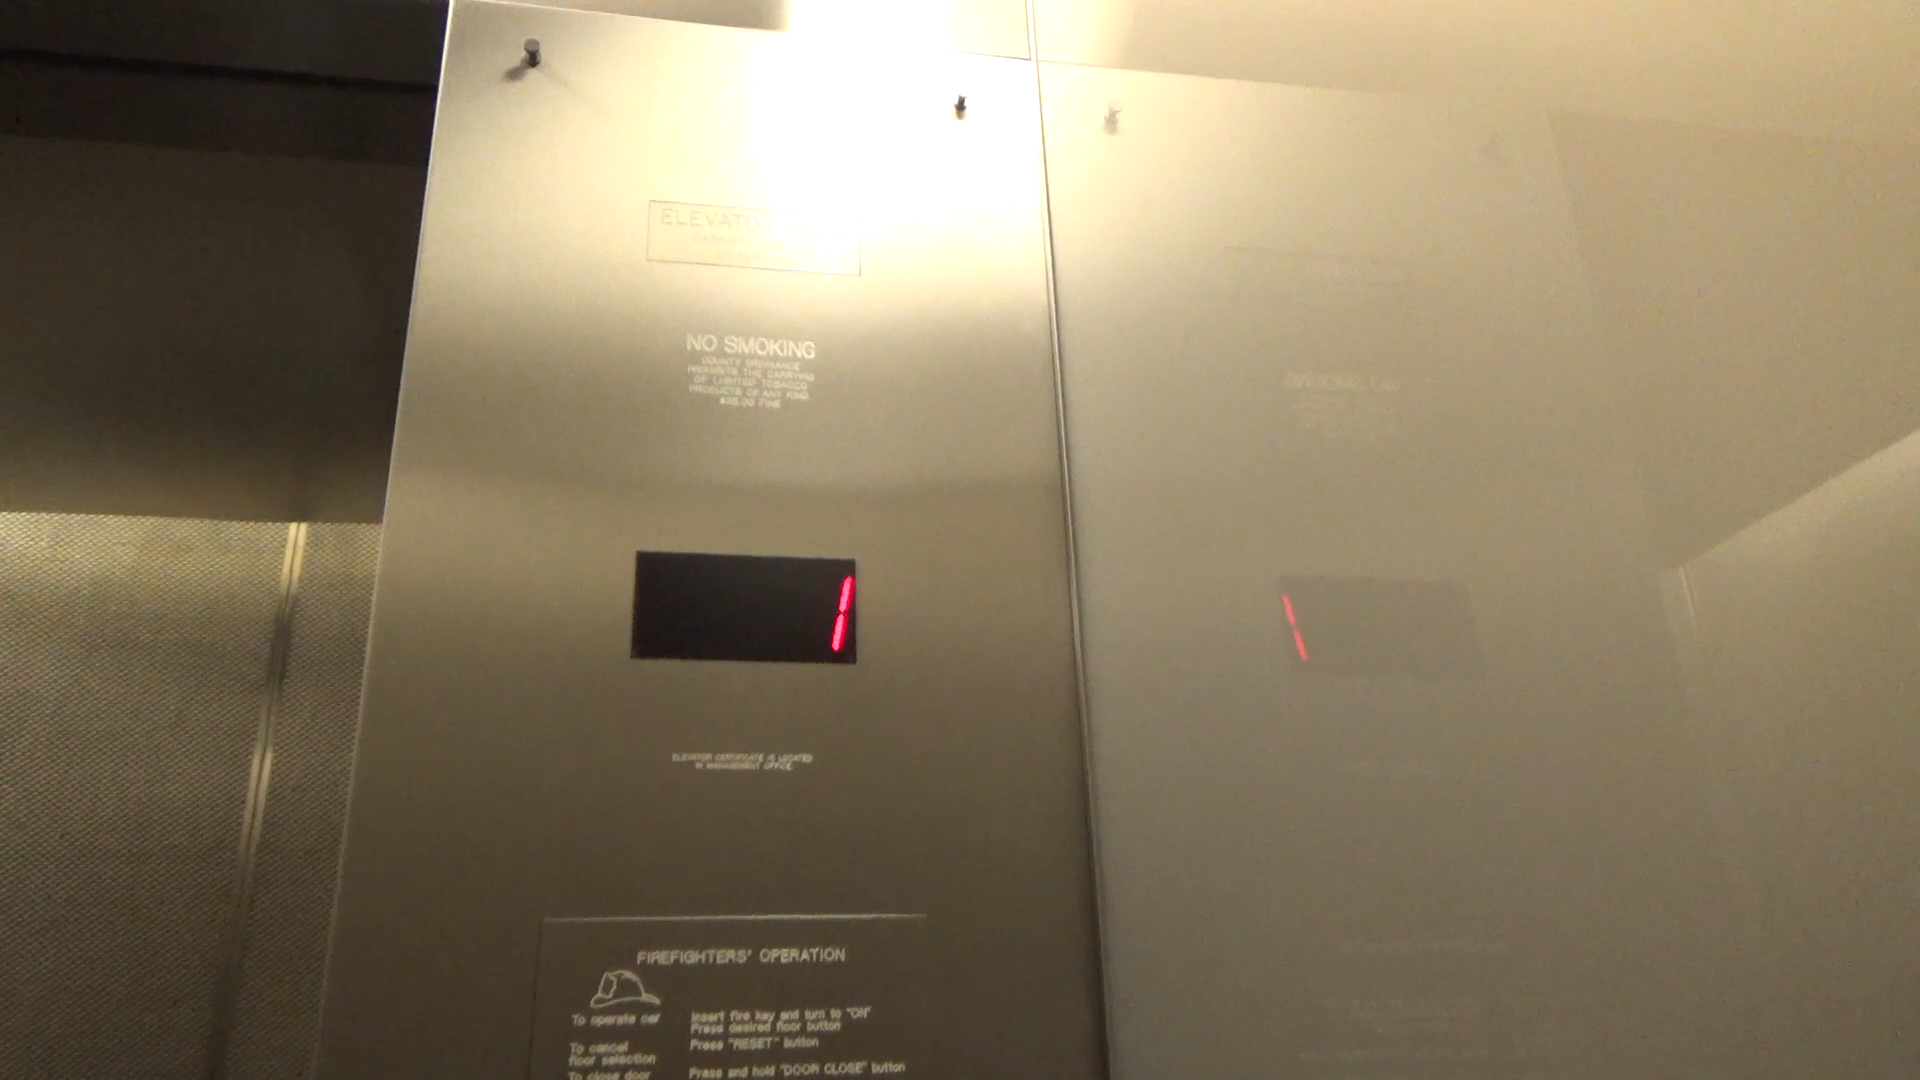 ELEVATO
NO SMOKING
COUNTY ORDINANCE
PROHIBITS THE CARRYING
OF LIGHTED TOBACCO
PRODUCTS OF ANY KIND.
FINE
1
ELEVATOR CERTIFICATE IS LOCATED
IN MANAGEMENT OFFICE.
FIREFIGHTERS' OPERATION
To operate car
Insert fire key and turn to "ON"
Press desired floor button
To cancel
floor selection
Press "RESET" button
To close door
Press and hold "DOOR CLOSE" button